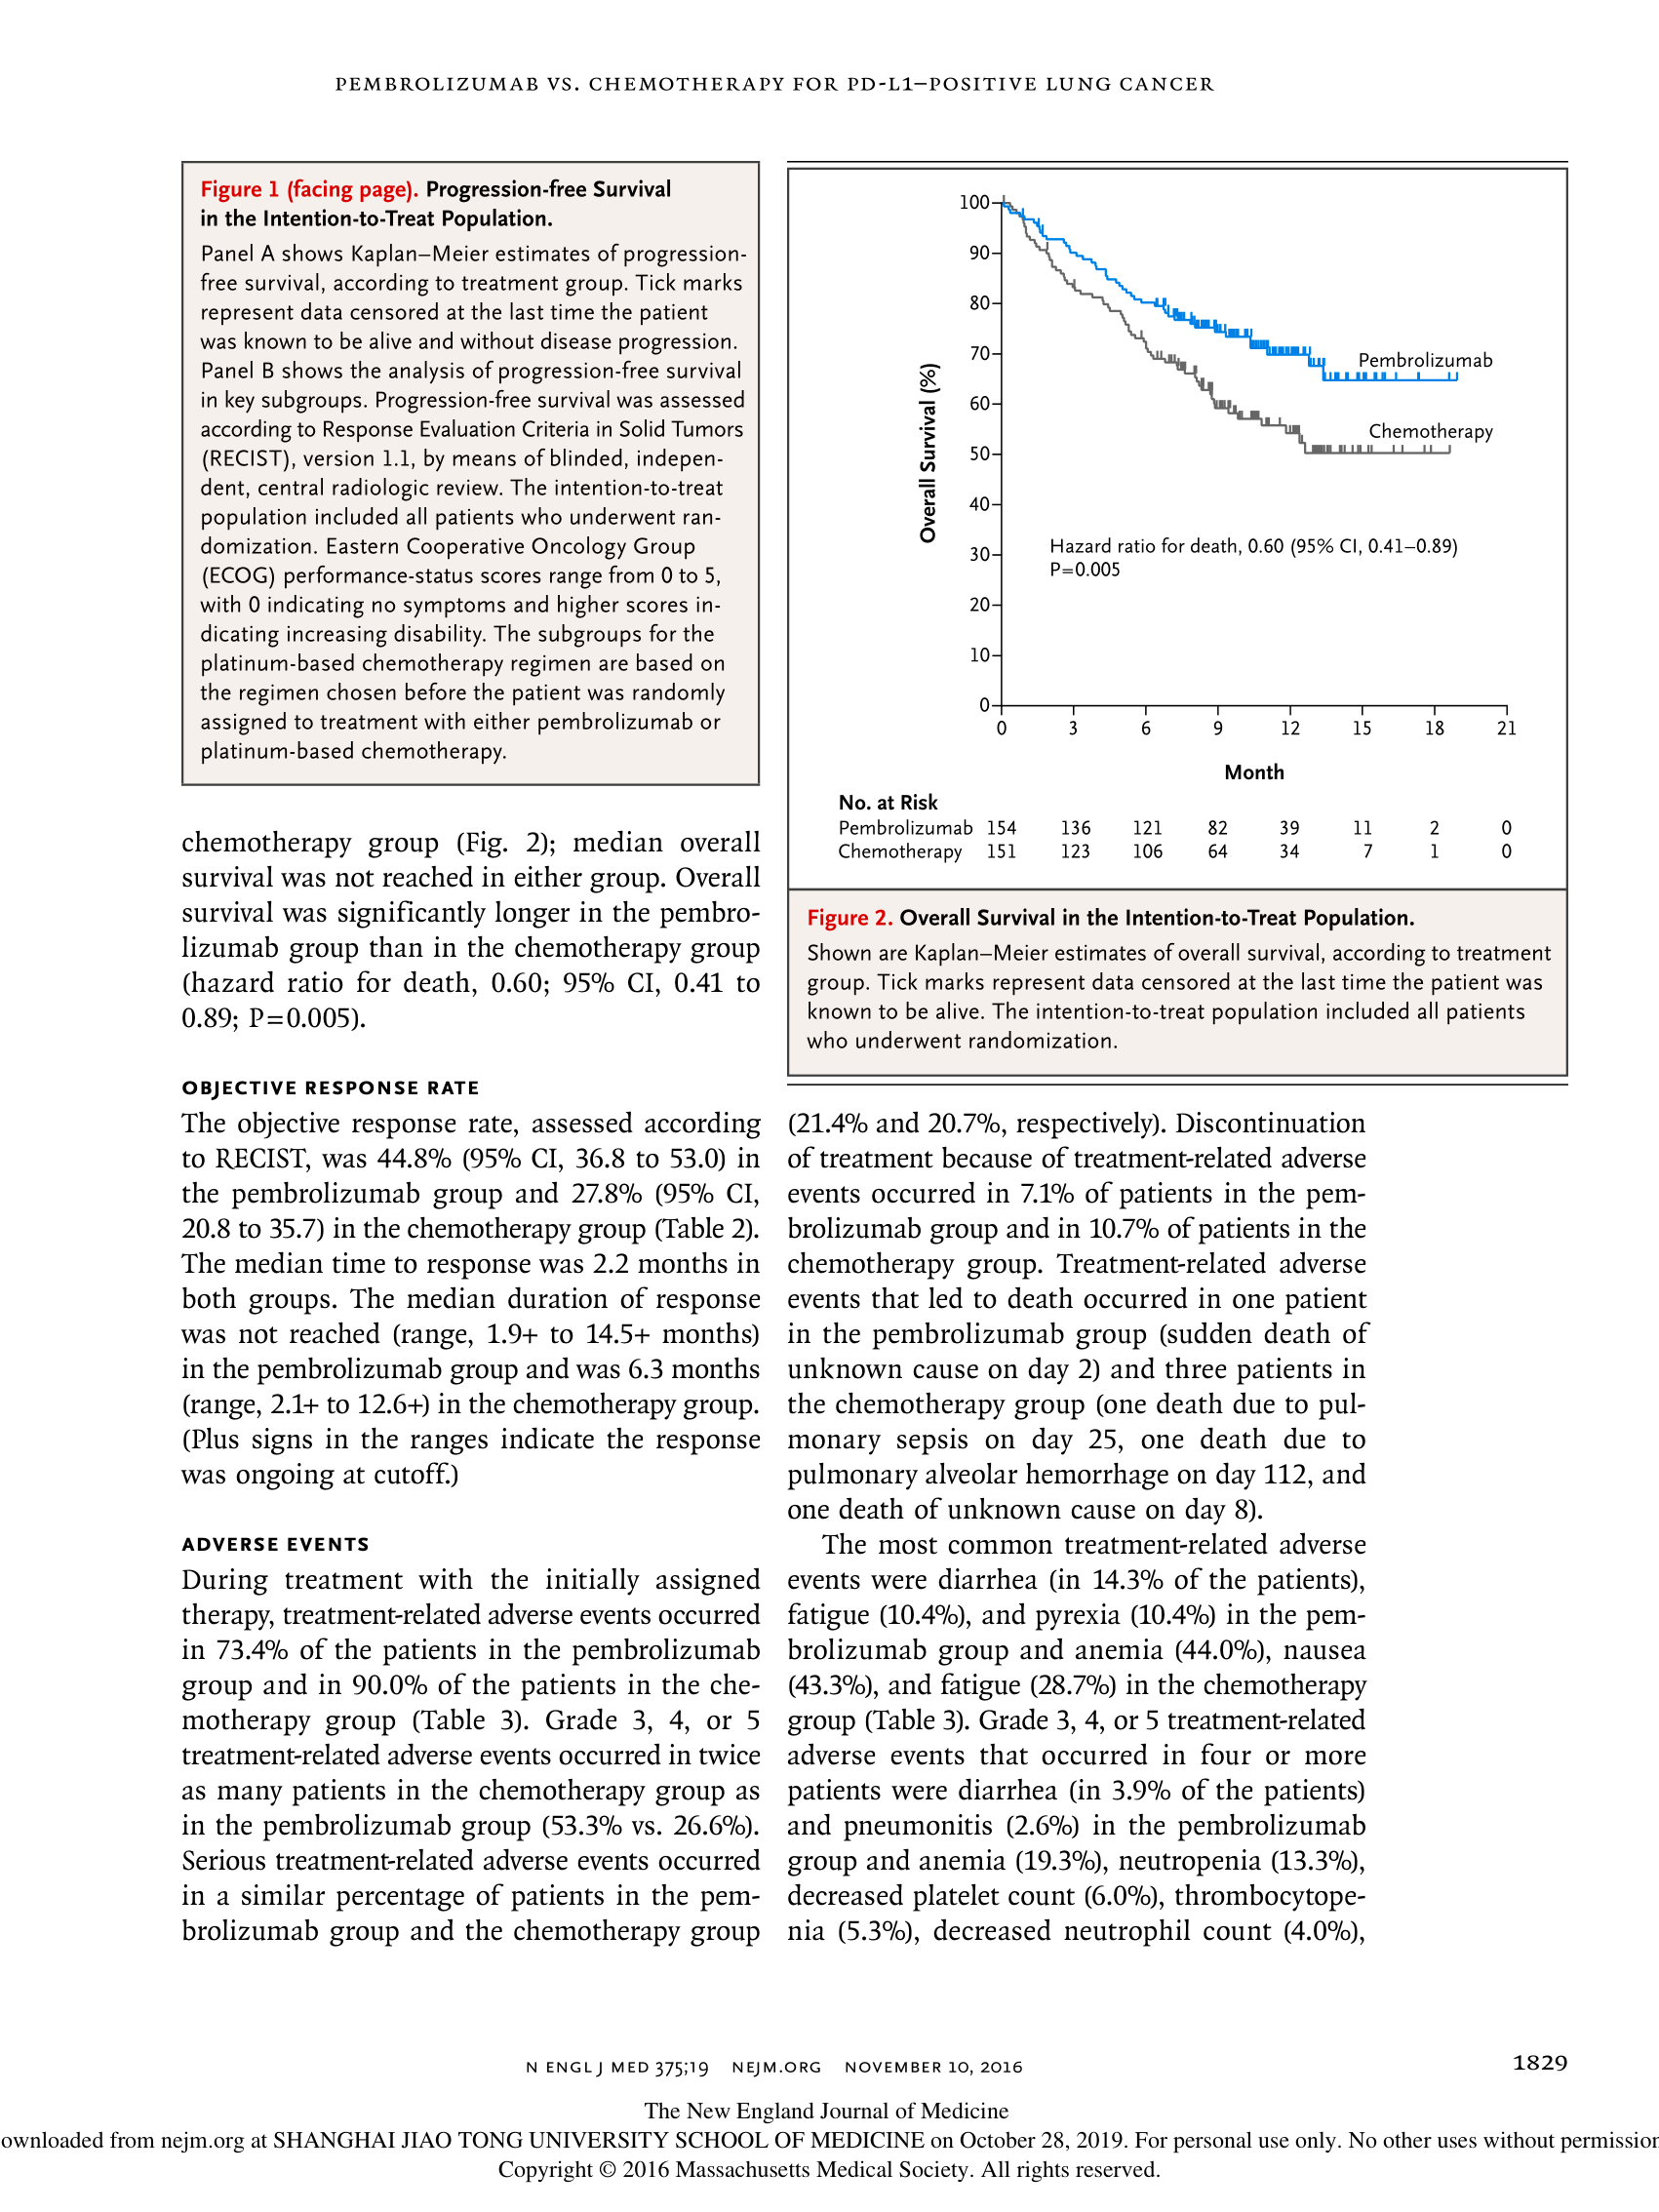 PEMBROLIZUMAB VS. CHEMOTHERAPY FOR PD-L1–POSITIVE LUNG CANCER
Figure 1 (facing page). Progression-free Survival
in the Intention-to-Treat Population.
Panel A shows Kaplan–Meier estimates of progression-
free survival, according to treatment group. Tick marks
represent data censored at the last time the patient
was known to be alive and without disease progression.
Panel B shows the analysis of progression-free survival
in key subgroups. Progression-free survival was assessed
according to Response Evaluation Criteria in Solid Tumors
(RECIST), version 1.1, by means of blinded, indepen-
dent, central radiologic review. The intention-to-treat
population included all patients who underwent ran-
domization. Eastern Cooperative Oncology Group
(ECOG) performance-status scores range from 0 to 5,
with 0 indicating no symptoms and higher scores in-
dicating increasing disability. The subgroups for the
platinum-based chemotherapy regimen are based on
the regimen chosen before the patient was randomly
assigned to treatment with either pembrolizumab or
platinum-based chemotherapy.
chemotherapy group (Fig. 2); median overall
survival was not reached in either group. Overall
survival was significantly longer in the pembro-
lizumab group than in the chemotherapy group
(hazard ratio for death, 0.60; 95% CI, 0.41 to
0.89; P=0.005).
OBJECTIVE RESPONSE RATE
The objective response rate, assessed according
to RECIST, was 44.8% (95% CI, 36.8 to 53.0) in
the pembrolizumab group and 27.8% (95% CI,
20.8 to 35.7) in the chemotherapy group (Table 2).
The median time to response was 2.2 months in
both groups. The median duration of response
was not reached (range, 1.9+ to 14.5+ months)
in the pembrolizumab group and was 6.3 months
(range, 2.1+ to 12.6+) in the chemotherapy group.
(Plus signs in the ranges indicate the response
was ongoing at cutoff.)
ADVERSE EVENTS
During treatment with the initially assigned
therapy, treatment-related adverse events occurred
in 73.4% of the patients in the pembrolizumab
group and in 90.0% of the patients in the che-
motherapy group (Table 3). Grade 3, 4, or 5
treatment-related adverse events occurred in twice
as many patients in the chemotherapy group as
in the pembrolizumab group (53.3% vs. 26.6%).
Serious treatment-related adverse events occurred
in a similar percentage of patients in the pem-
brolizumab group and the chemotherapy group
Overall Survival (%)
100
90
80
70
60
50
40
30
20
10
0
Pembrolizumab
Chemotherapy
Hazard ratio for death, 0.60 (95% CI, 0.41–0.89)
P=0.005
0 3 6 9 12 15 18 21
Month
No. at Risk
Pembrolizumab 154 136 121 82 39 11 2 0
Chemotherapy 151 123 106 64 34 7 1 0
Figure 2. Overall Survival in the Intention-to-Treat Population.
Shown are Kaplan–Meier estimates of overall survival, according to treatment
group. Tick marks represent data censored at the last time the patient was
known to be alive. The intention-to-treat population included all patients
who underwent randomization.
(21.4% and 20.7%, respectively). Discontinuation
of treatment because of treatment-related adverse
events occurred in 7.1% of patients in the pem-
brolizumab group and in 10.7% of patients in the
chemotherapy group. Treatment-related adverse
events that led to death occurred in one patient
in the pembrolizumab group (sudden death of
unknown cause on day 2) and three patients in
the chemotherapy group (one death due to pul-
monary sepsis on day 25, one death due to
pulmonary alveolar hemorrhage on day 112, and
one death of unknown cause on day 8).
The most common treatment-related adverse
events were diarrhea (in 14.3% of the patients),
fatigue (10.4%), and pyrexia (10.4%) in the pem-
brolizumab group and anemia (44.0%), nausea
(43.3%), and fatigue (28.7%) in the chemotherapy
group (Table 3). Grade 3, 4, or 5 treatment-related
adverse events that occurred in four or more
patients were diarrhea (in 3.9% of the patients)
and pneumonitis (2.6%) in the pembrolizumab
group and anemia (19.3%), neutropenia (13.3%),
decreased platelet count (6.0%), thrombocytope-
nia (5.3%), decreased neutrophil count (4.0%),
N ENGL J MED 375;19 NEJM.ORG NOVEMBER 10, 2016
1829
The New England Journal of Medicine
ownloaded from nejm.org at SHANGHAI JIAO TONG UNIVERSITY SCHOOL OF MEDICINE on October 28, 2019. For personal use only. No other uses without permission
Copyright © 2016 Massachusetts Medical Society. All rights reserved.